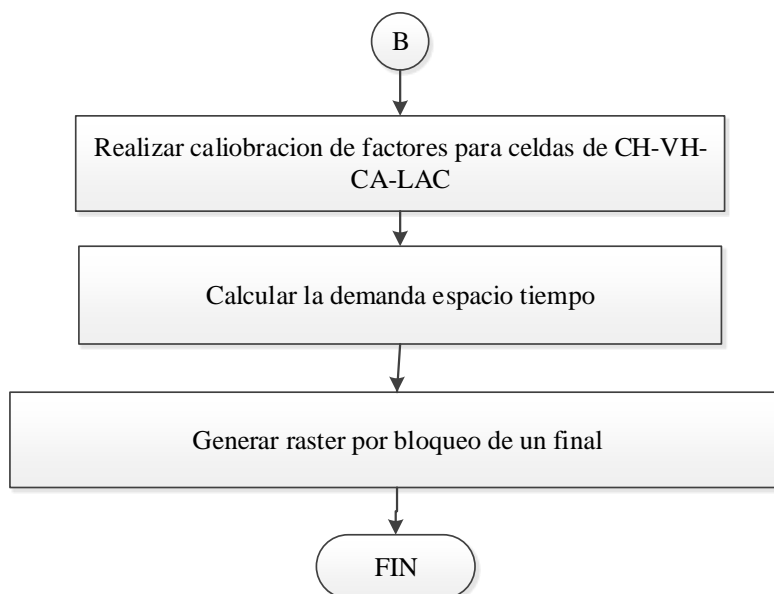 B
Realizar caliobracion de factores para celdas de CH-VH-
CA-LAC
Calcular la demanda espacio tiempo
Generar raster por bloqueo de un final
FIN